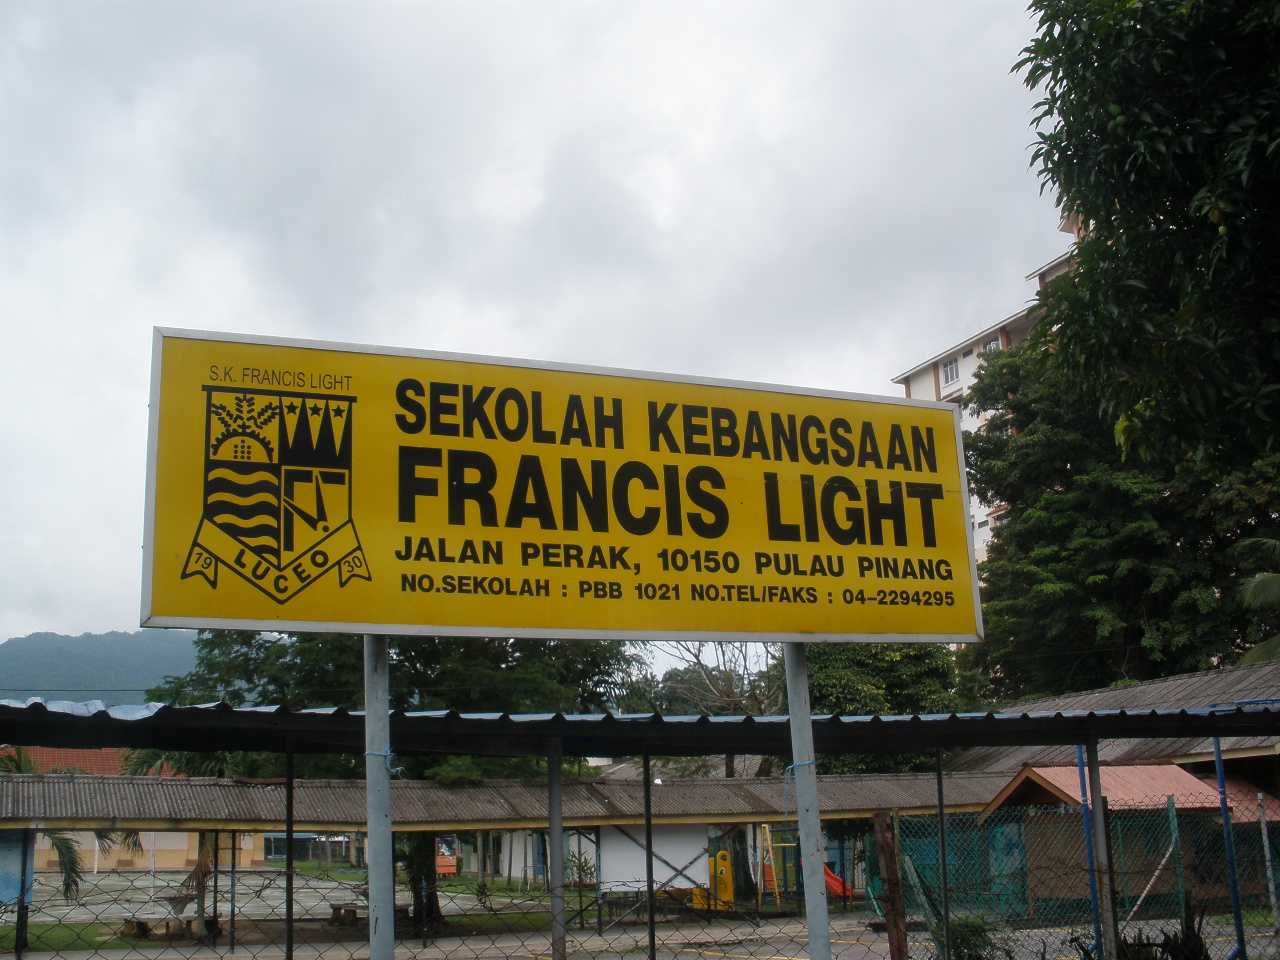 S.K. FRANCIS LIGHT
19 LUCEO 30
SEKOLAH KEBANGSAAN
FRANCIS LIGHT
JALAN PERAK, 10150 PULAU PINANG
NO.SEKOLAH : PBB 1021 NO.TEL/FAKS : 04-2294295